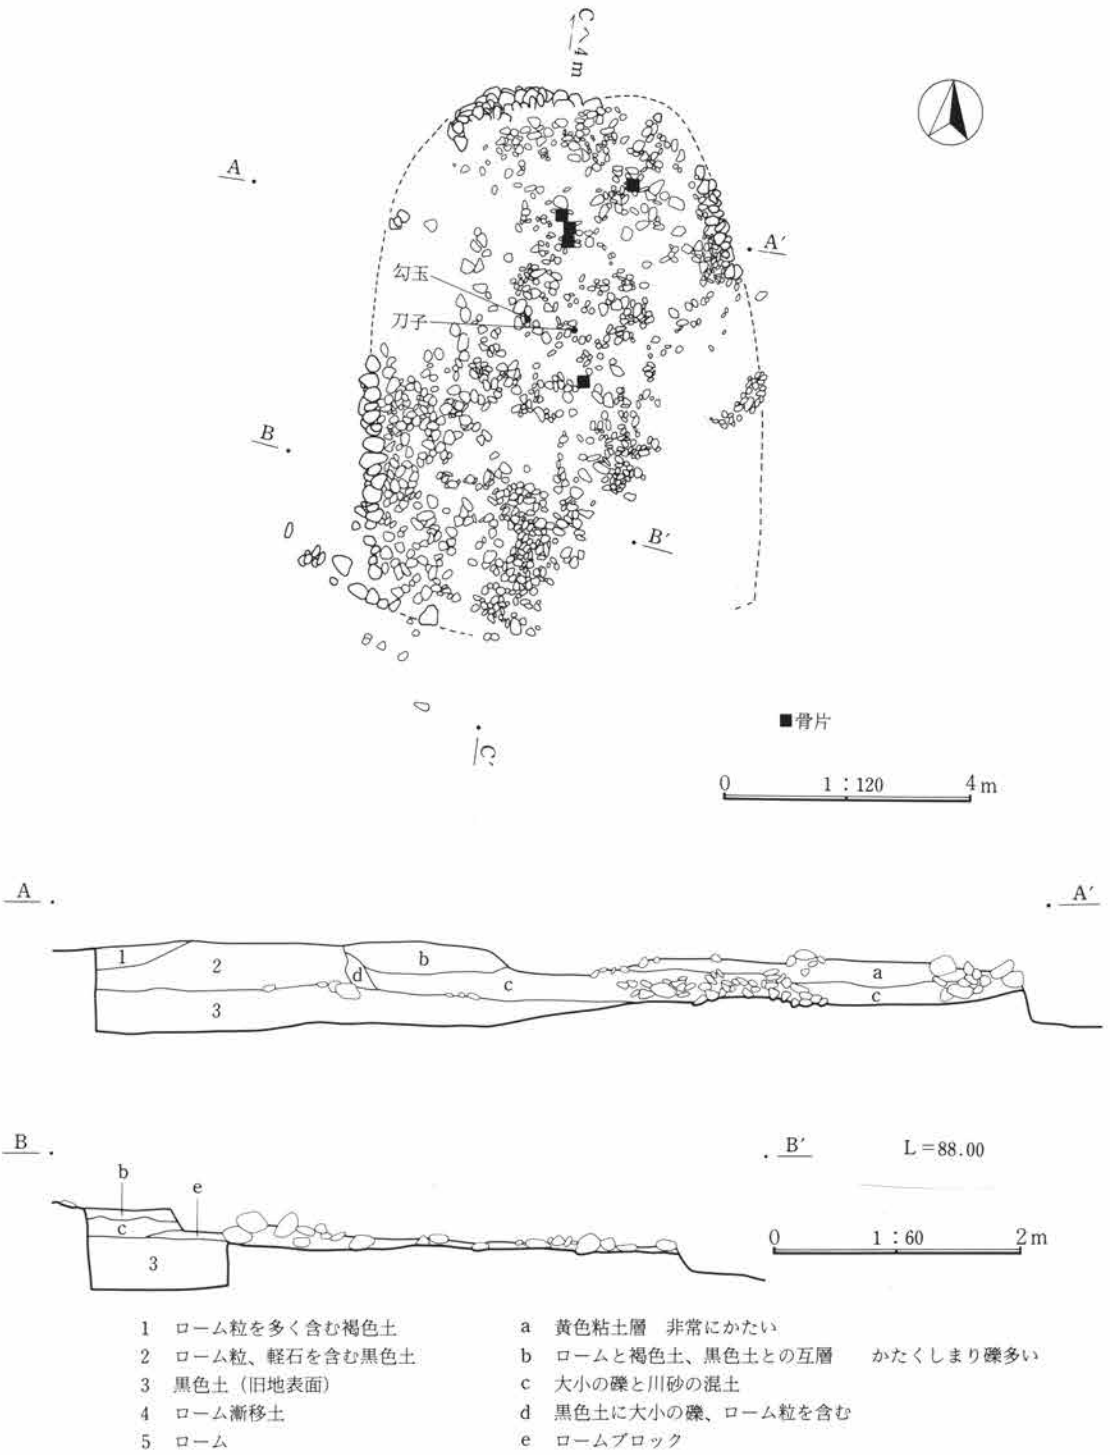 Cへ4m
A
A′
勾玉
刀子
B
B′
C′
■骨片
0 1:120 4m
A
A′
1
2
b
d
c
a
c
3
B
B′
L=88.00
b
e
c
3
0 1:60 2m
1 ローム粒を多く含む褐色土
2 ローム粒、軽石を含む黒色土
3 黒色土(旧地表面)
4 ローム漸移土
5 ローム
a 黄色粘土層 非常にかたい
b ロームと褐色土、黒色土との互層 かたくしまり礫多い
c 大小の礫と川砂の混土
d 黒色土に大小の礫、ローム粒を含む
e ロームブロック